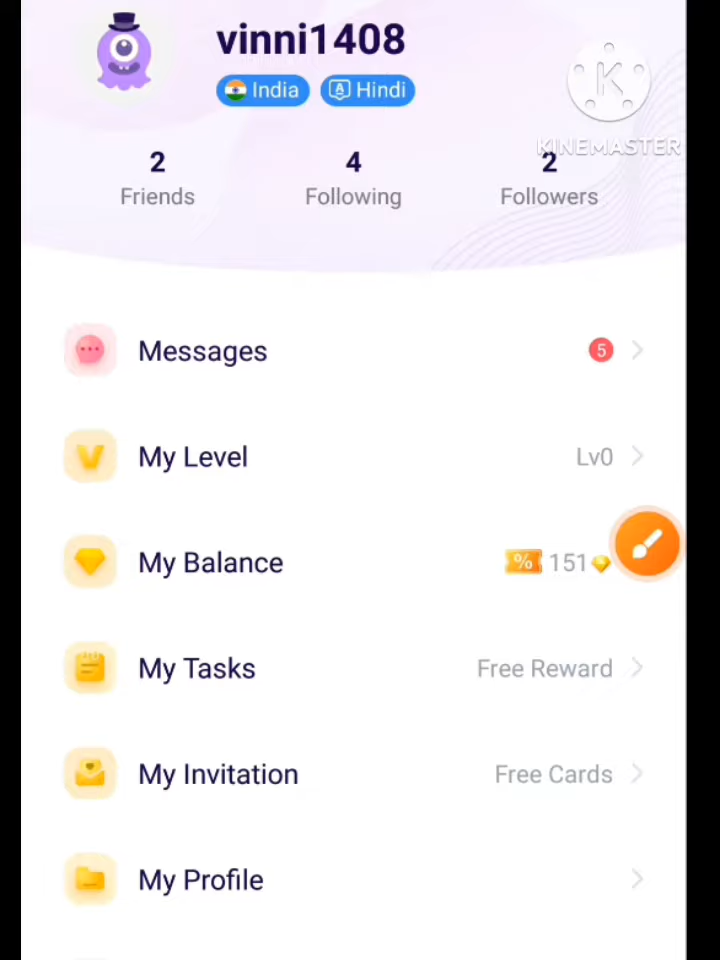 vinni1408
India
Hindi
K
KINEMASTER
2
4
2
Friends
Following
Followers
Messages
5
V
My Level
Lv0
My Balance
%
151
My Tasks
Free Reward
My Invitation
Free Cards
My Profile